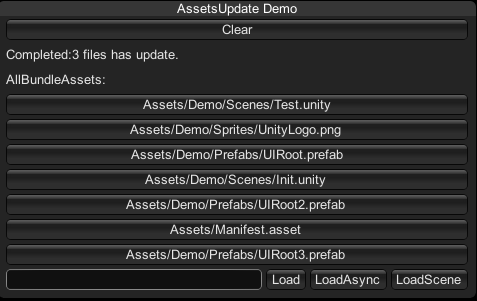 AssetsUpdate Demo
Clear
Completed:3 files has update.
AllBundleAssets:
Assets/Demo/Scenes/Test.unity
Assets/Demo/Sprites/UnityLogo.png
Assets/Demo/Prefabs/UIRoot.prefab
Assets/Demo/Scenes/Init.unity
Assets/Demo/Prefabs/UIRoot2.prefab
Assets/Manifest.asset
Assets/Demo/Prefabs/UIRoot3.prefab
Load LoadAsync LoadScene